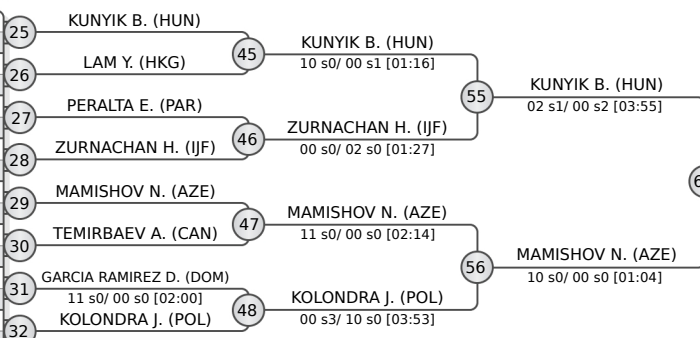 25
KUNYIK B. (HUN)
26
LAM Y. (HKG)
45
KUNYIK B. (HUN)
10 s0/ 00 s1 [01:16]
27
PERALTA E. (PAR)
28
ZURNACHAN H. (IJF)
46
ZURNACHAN H. (IJF)
00 s0/ 02 s0 [01:27]
55
KUNYIK B. (HUN)
02 s1/ 00 s2 [03:55]
29
MAMISHOV N. (AZE)
30
TEMIRBAEV A. (CAN)
47
MAMISHOV N. (AZE)
11 s0/ 00 s0 [02:14]
31
GARCIA RAMIREZ D. (DOM)
11 s0/ 00 s0 [02:00]
32
KOLONDRA J. (POL)
48
KOLONDRA J. (POL)
00 s3/ 10 s0 [03:53]
56
MAMISHOV N. (AZE)
10 s0/ 00 s0 [01:04]